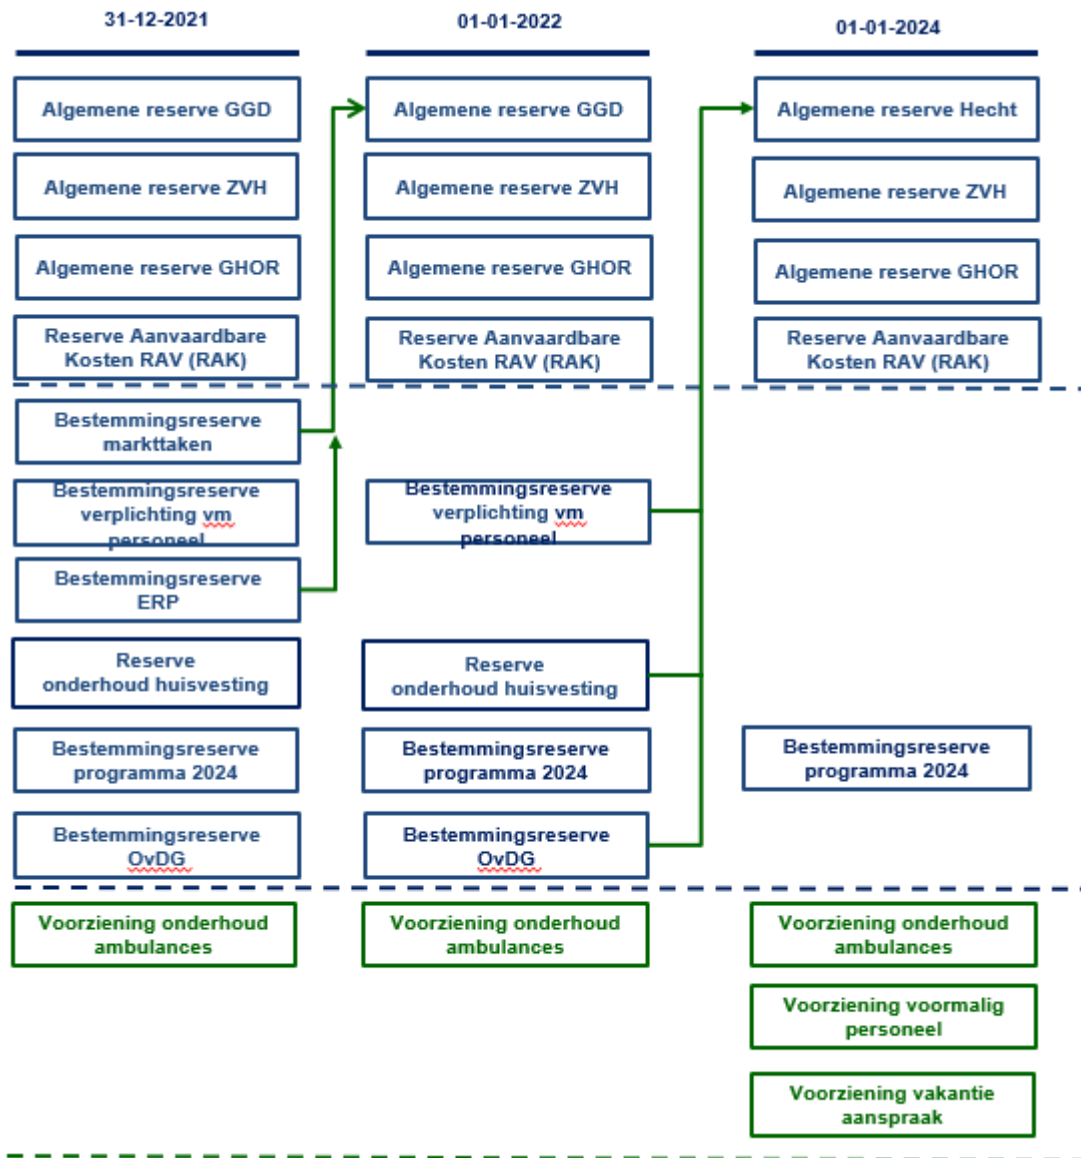 31-12-2021
Algemene reserve GGD
Algemene reserve ZVH
Algemene reserve GHOR
Reserve Aanvaardbare
Kosten RAV (RAK)
Bestemmingsreserve
markttaken
Bestemmingsreserve
verplichting vm
personeel
Bestemmingsreserve
ERP
Reserve
onderhoud huisvesting
Bestemmingsreserve
programma 2024
Bestemmingsreserve
OvDG
Voorziening onderhoud
ambulances
01-01-2022
Algemene reserve GGD
Algemene reserve ZVH
Algemene reserve GHOR
Reserve Aanvaardbare
Kosten RAV (RAK)
Bestemmingsreserve
verplichting vm
personeel
Reserve
onderhoud huisvesting
Bestemmingsreserve
programma 2024
Bestemmingsreserve
OvDG
Voorziening onderhoud
ambulances
01-01-2024
Algemene reserve Hecht
Algemene reserve ZVH
Algemene reserve GHOR
Reserve Aanvaardbare
Kosten RAV (RAK)
Bestemmingsreserve
programma 2024
Voorziening onderhoud
ambulances
Voorziening voormalig
personeel
Voorziening vakantie
aanspraak